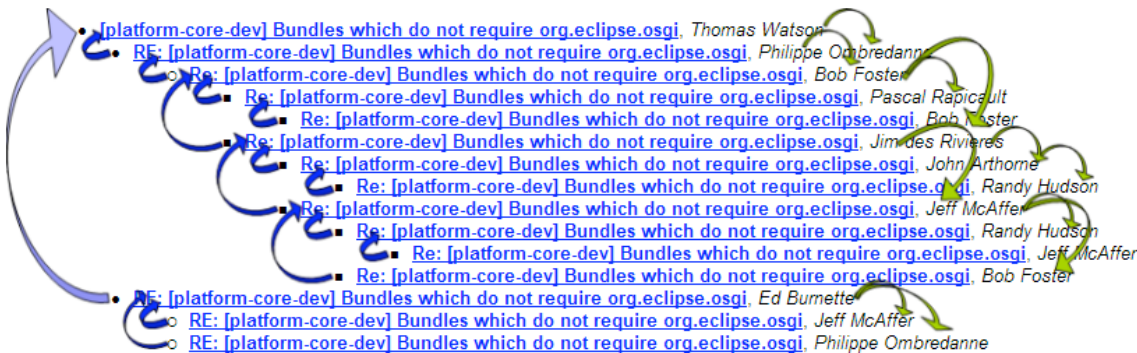 [platform-core-dev] Bundles which do not require org.eclipse.osgi, Thomas Watson
RE: [platform-core-dev] Bundles which do not require org.eclipse.osgi, Philippe Ombredanne
Re: [platform-core-dev] Bundles which do not require org.eclipse.osgi, Bob Foster
Re: [platform-core-dev] Bundles which do not require org.eclipse.osgi, Pascal Rapicault
Re: [platform-core-dev] Bundles which do not require org.eclipse.osgi, Bob Foster
Re: [platform-core-dev] Bundles which do not require org.eclipse.osgi, Jim des Rivieres
Re: [platform-core-dev] Bundles which do not require org.eclipse.osgi, John Arthorne
Re: [platform-core-dev] Bundles which do not require org.eclipse.osgi, Randy Hudson
Re: [platform-core-dev] Bundles which do not require org.eclipse.osgi, Jeff McAffer
Re: [platform-core-dev] Bundles which do not require org.eclipse.osgi, Randy Hudson
Re: [platform-core-dev] Bundles which do not require org.eclipse.osgi, Jeff McAffer
Re: [platform-core-dev] Bundles which do not require org.eclipse.osgi, Bob Foster
RE: [platform-core-dev] Bundles which do not require org.eclipse.osgi, Ed Burnette
RE: [platform-core-dev] Bundles which do not require org.eclipse.osgi, Jeff McAffer
RE: [platform-core-dev] Bundles which do not require org.eclipse.osgi, Philippe Ombredanne